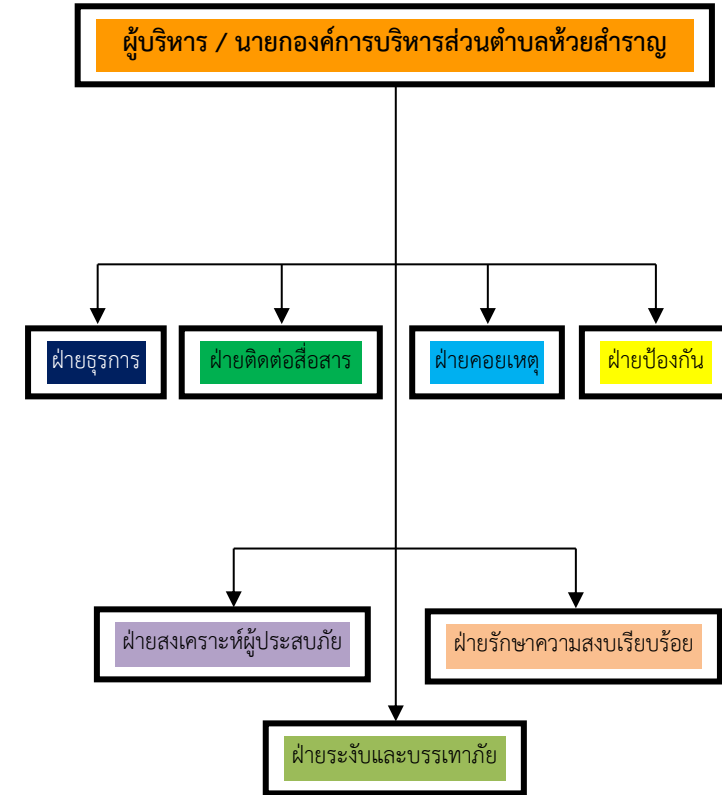 ผู้บริหาร / นายกองค์การบริหารส่วนตำบลห้วยสำราญ
ฝ่ายธุรการ
ฝ่ายติดต่อสื่อสาร
ฝ่ายคอยเหตุ
ฝ่ายป้องกัน
ฝ่ายสงเคราะห์ผู้ประสบภัย
ฝ่ายรักษาความสงบเรียบร้อย
ฝ่ายระงับและบรรเทาภัย